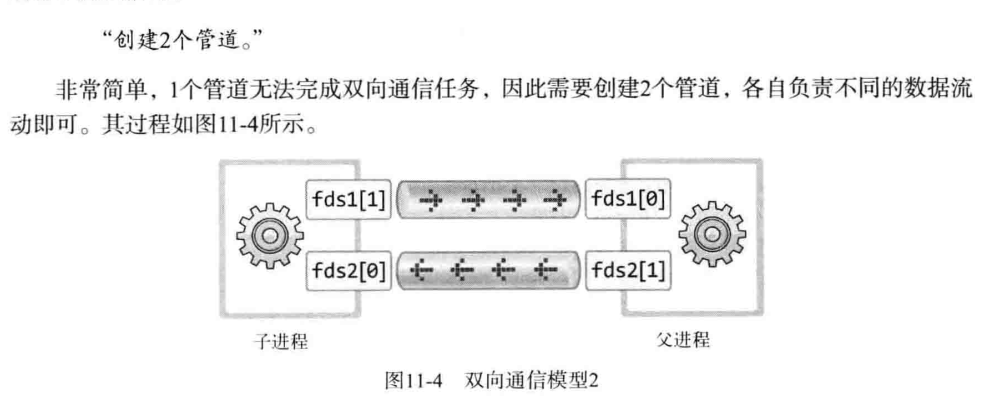 “创建2个管道。”
非常简单，1个管道无法完成双向通信任务，因此需要创建2个管道，各自负责不同的数据流
动即可。其过程如图11-4所示。
fds1[1] fds1[0]
fds2[0] fds2[1]
子进程 父进程
图11-4 双向通信模型2